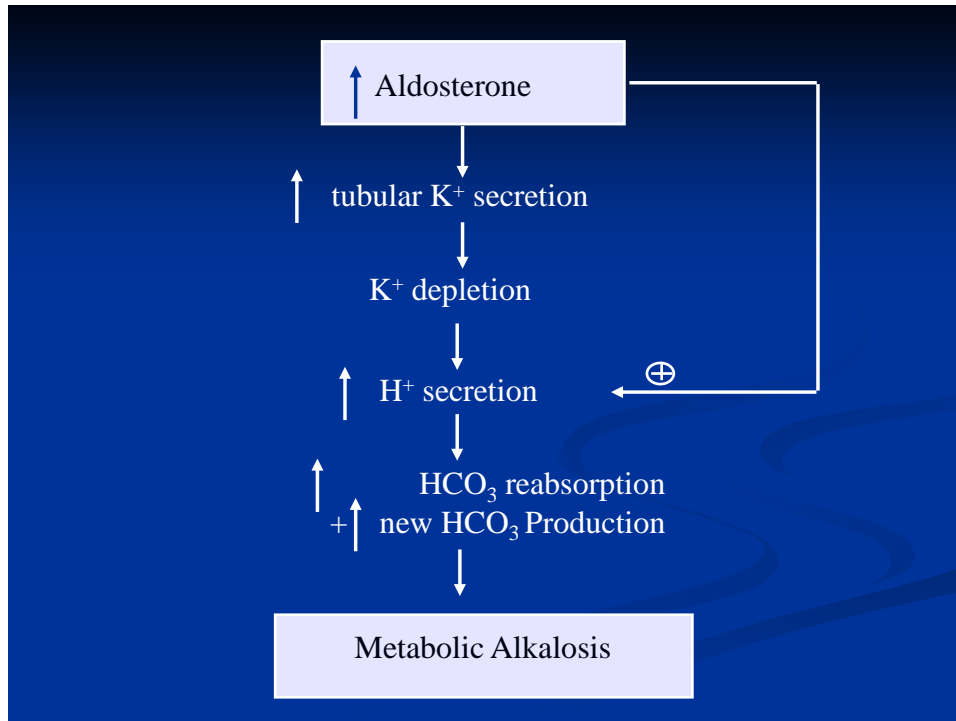 ↑ Aldosterone
↑ tubular K⁺ secretion
K⁺ depletion
⊕
↑ H⁺ secretion
↑ HCO₃ reabsorption
+↑ new HCO₃ Production
Metabolic Alkalosis